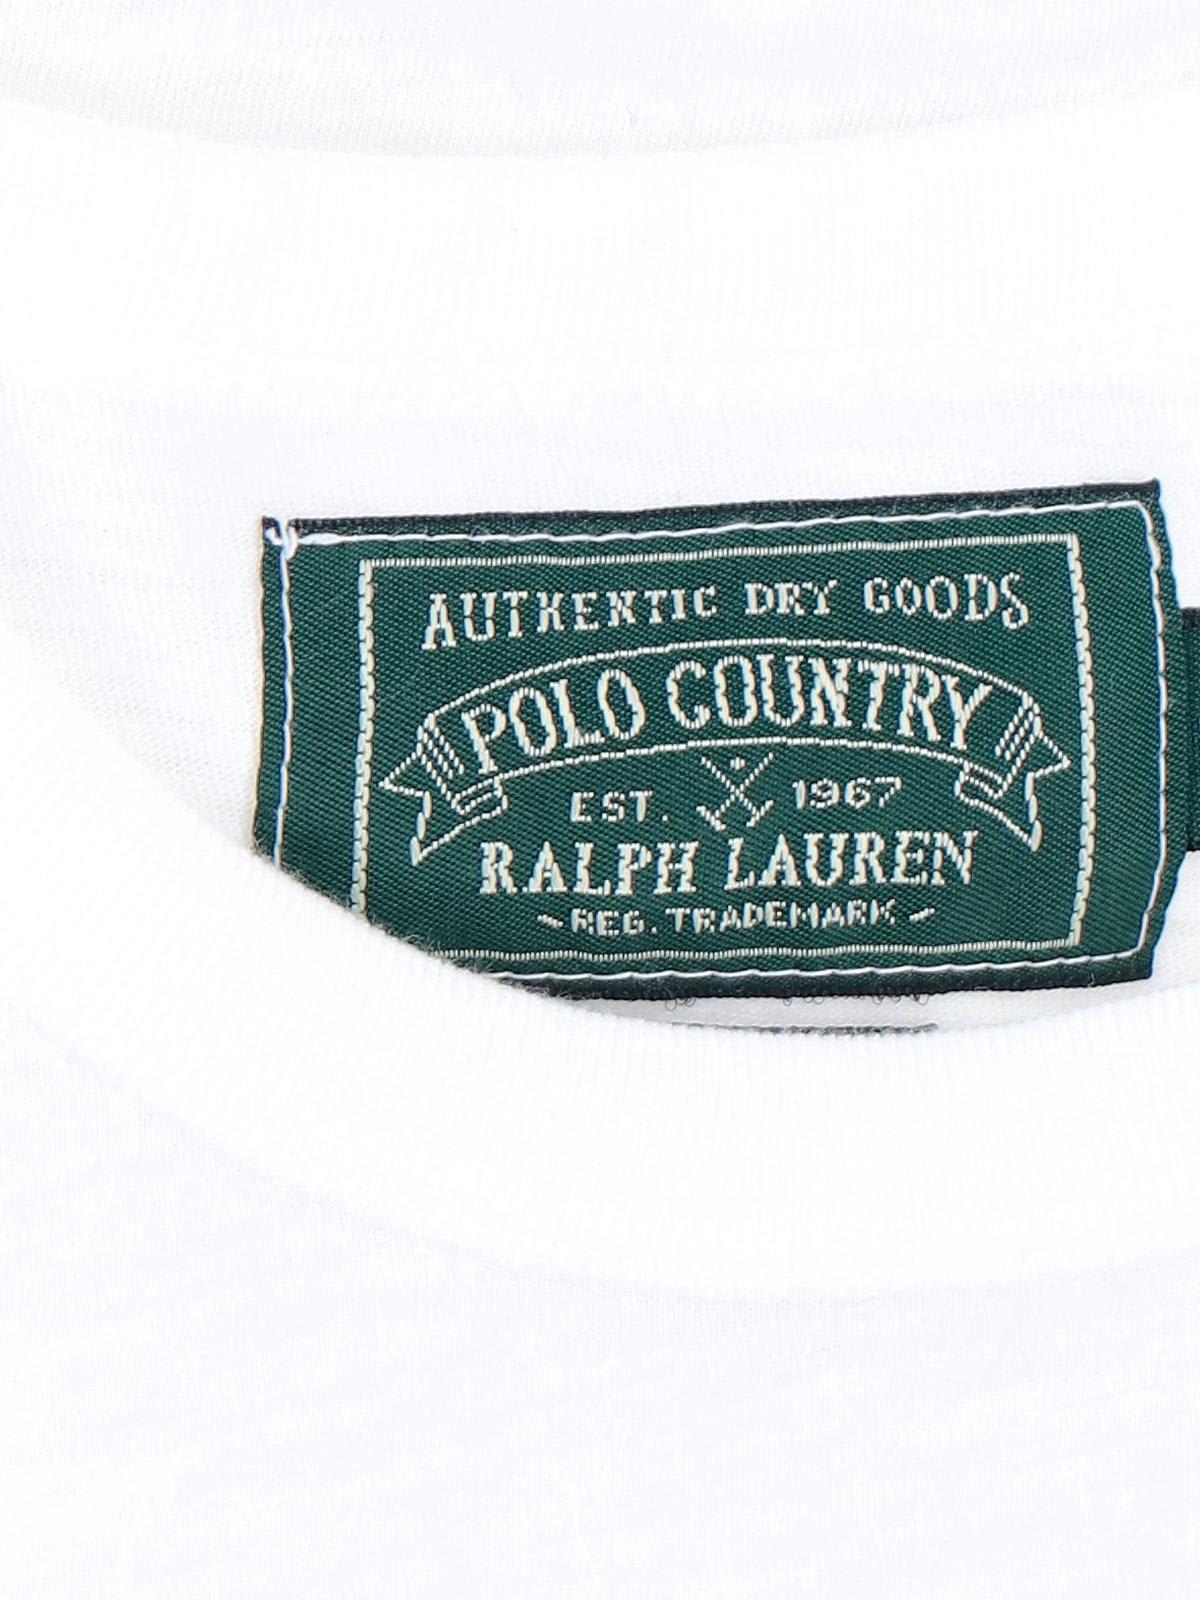 AUTHENTIC DRY GOODS
POLO COUNTRY
EST. 1967
RALPH LAUREN
- REG. TRADEMARK -